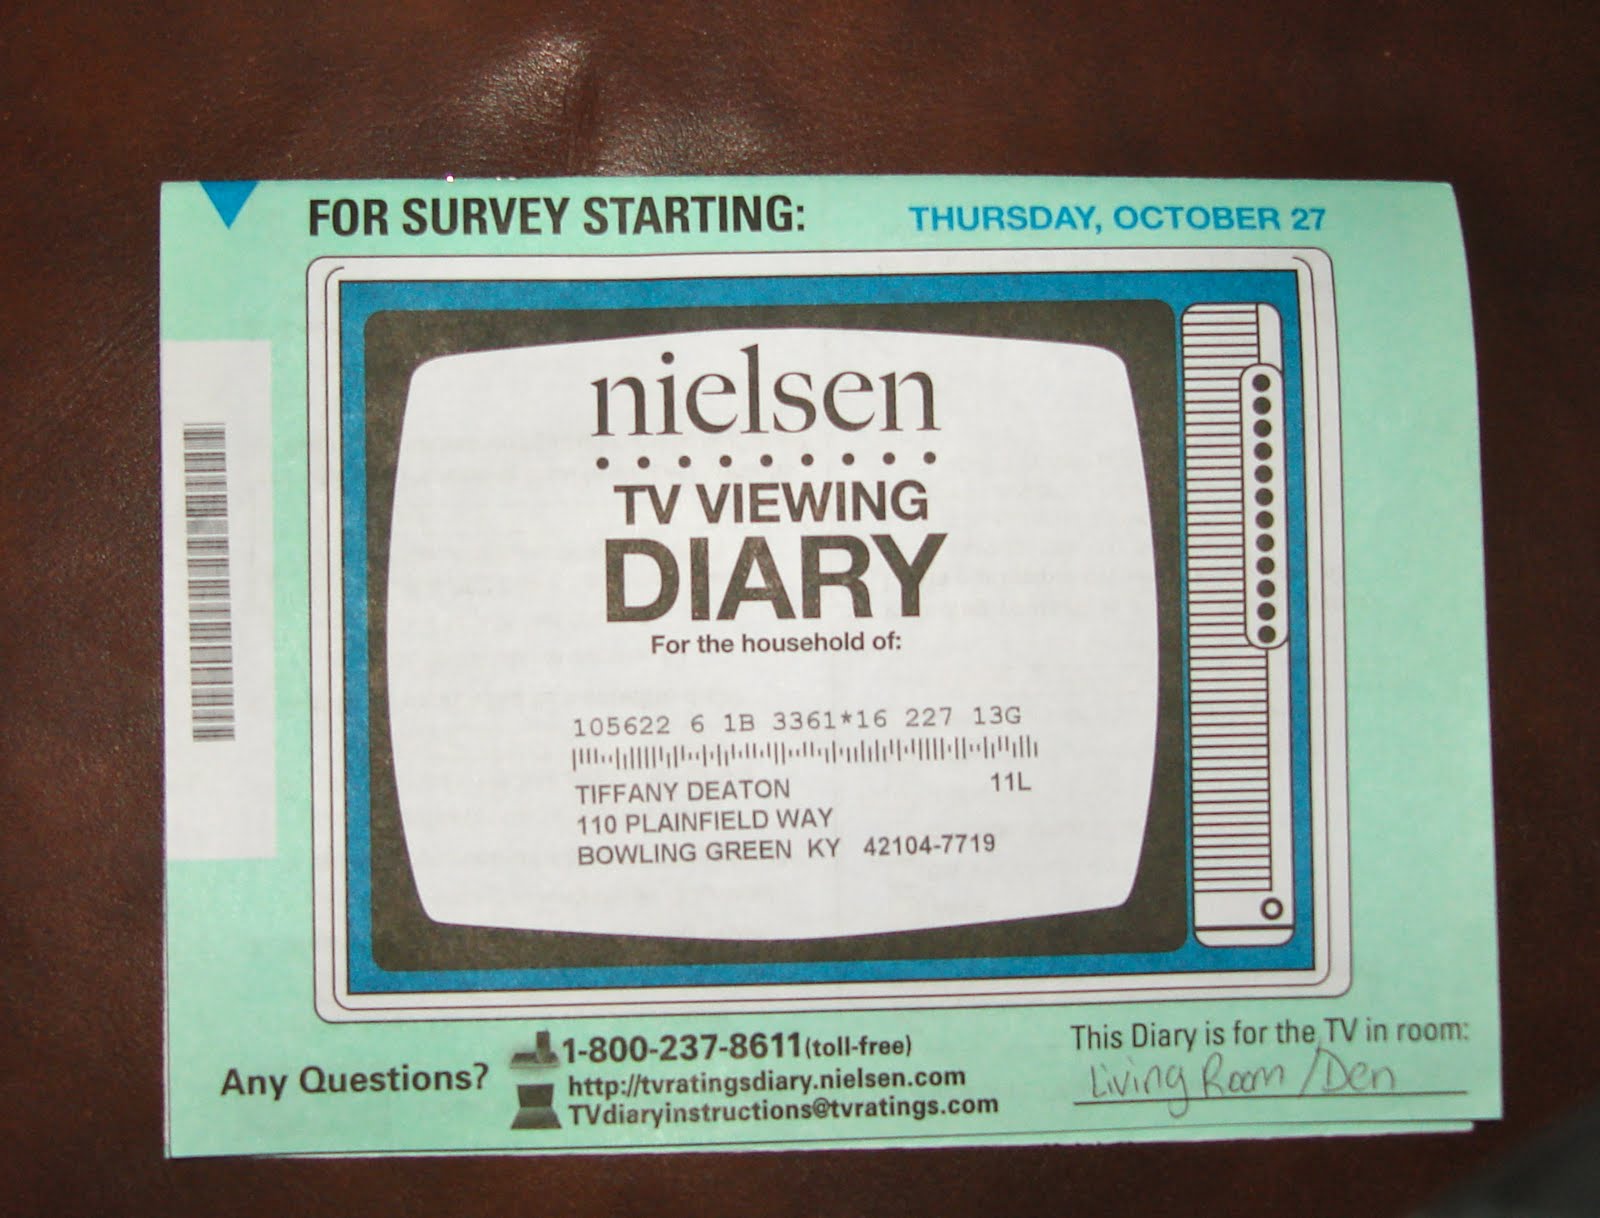 FOR SURVEY STARTING: THURSDAY, OCTOBER 27
nielsen
TV VIEWING
DIARY
For the household of:
105622 6 1B 3361*16 227 13G
TIFFANY DEATON 11L
110 PLAINFIELD WAY
BOWLING GREEN KY 42104-7719
Any Questions?
1-800-237-8611 (toll-free)
http://tvratingsdiary.nielsen.com
TVdiaryinstructions@tvratings.com
This Diary is for the TV in room:
Living Room / Den